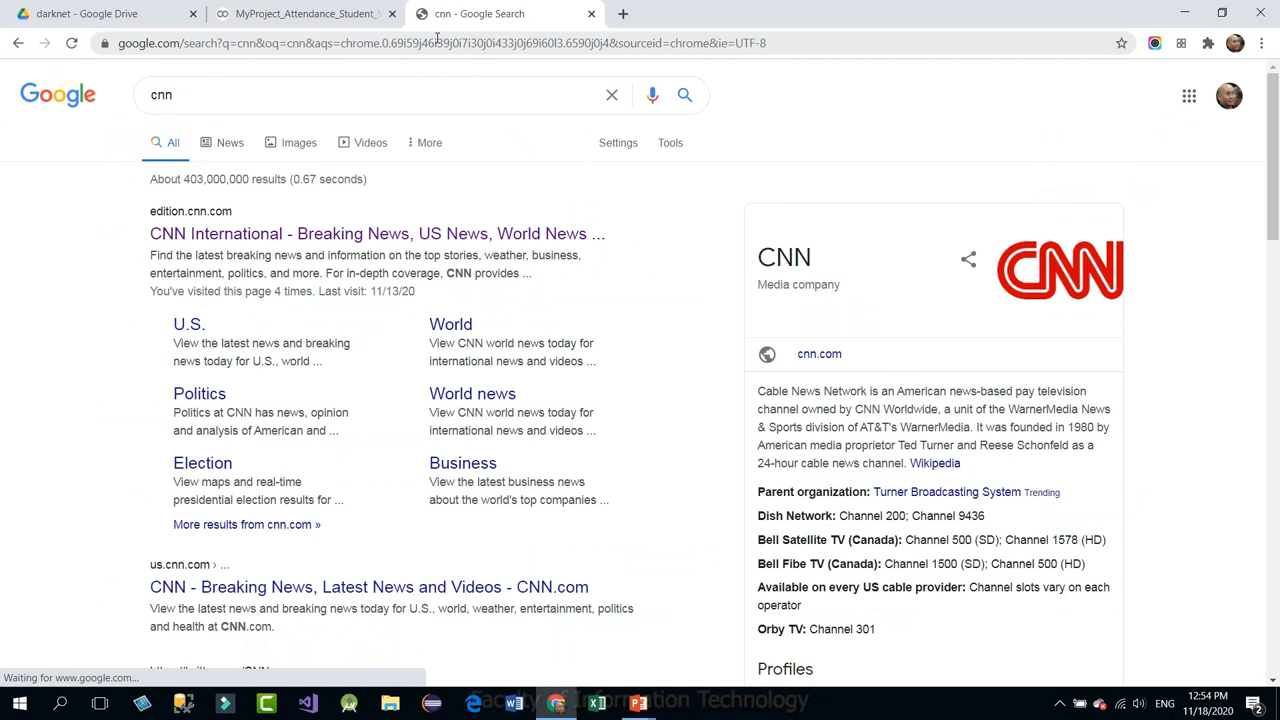 darknet - Google Drive
MyProject_Attendance_Student_
cnn - Google Search
google.com/search?q=cnn&oq=cnn&aqs=chrome.0.69i59j46i39j0i7i30j0i433j0j69i60l3.6590j0j4&sourceid=chrome&ie=UTF-8
Google
cnn
All
News
Images
Videos
More
Settings
Tools
About 403,000,000 results (0.67 seconds)
edition.cnn.com
CNN International - Breaking News, US News, World News ...
Find the latest breaking news and information on the top stories, weather, business,
entertainment, politics, and more. For in-depth coverage, CNN provides ...
You've visited this page 4 times. Last visit: 11/13/20
U.S.
View the latest news and breaking
news today for U.S., world ...
World
View CNN world news today for
international news and videos ...
Politics
Politics at CNN has news, opinion
and analysis of American and ...
World news
View CNN world news today for
international news and videos ...
Election
View maps and real-time
presidential election results for ...
Business
View the latest business news
about the world's top companies ...
More results from cnn.com »
us.cnn.com › ...
CNN - Breaking News, Latest News and Videos - CNN.com
View the latest news and breaking news today for U.S., world, weather, entertainment, politics
and health at CNN.com.
CNN
Media company
CNN
cnn.com
Cable News Network is an American news-based pay television
channel owned by CNN Worldwide, a unit of the WarnerMedia News
& Sports division of AT&T's WarnerMedia. It was founded in 1980 by
American media proprietor Ted Turner and Reese Schonfeld as a
24-hour cable news channel. Wikipedia
Parent organization: Turner Broadcasting System Trending
Dish Network: Channel 200; Channel 9436
Bell Satellite TV (Canada): Channel 500 (SD); Channel 1578 (HD)
Bell Fibe TV (Canada): Channel 1500 (SD); Channel 500 (HD)
Available on every US cable provider: Channel slots vary on each
operator
Orby TV: Channel 301
Profiles
Waiting for www.google.com...
Faculty of Information Technology
ENG
12:54 PM
11/18/2020
2